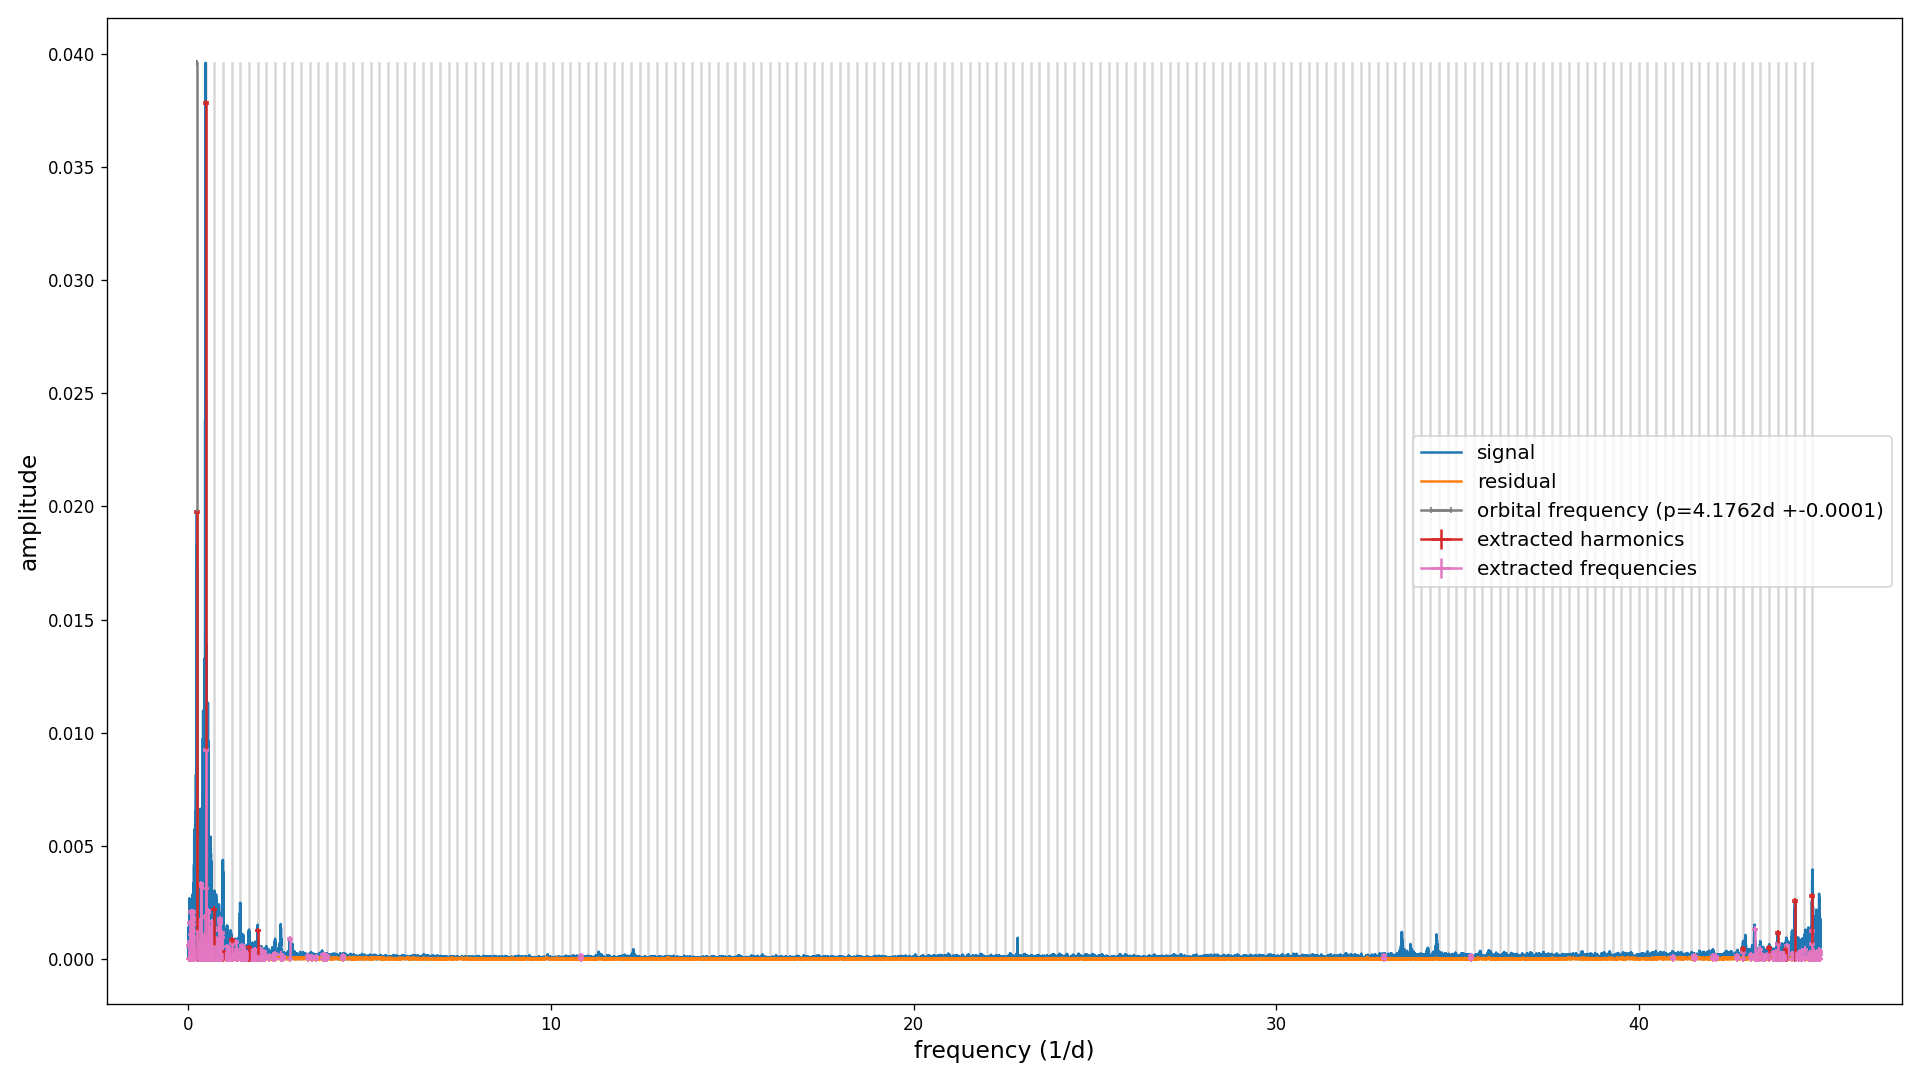 0.040
0.035
0.030
0.025
0.020
0.015
0.010
0.005
0.000
amplitude
signal
residual
orbital frequency (p=4.1762d +-0.0001)
extracted harmonics
extracted frequencies
0 10 20 30 40
frequency (1/d)